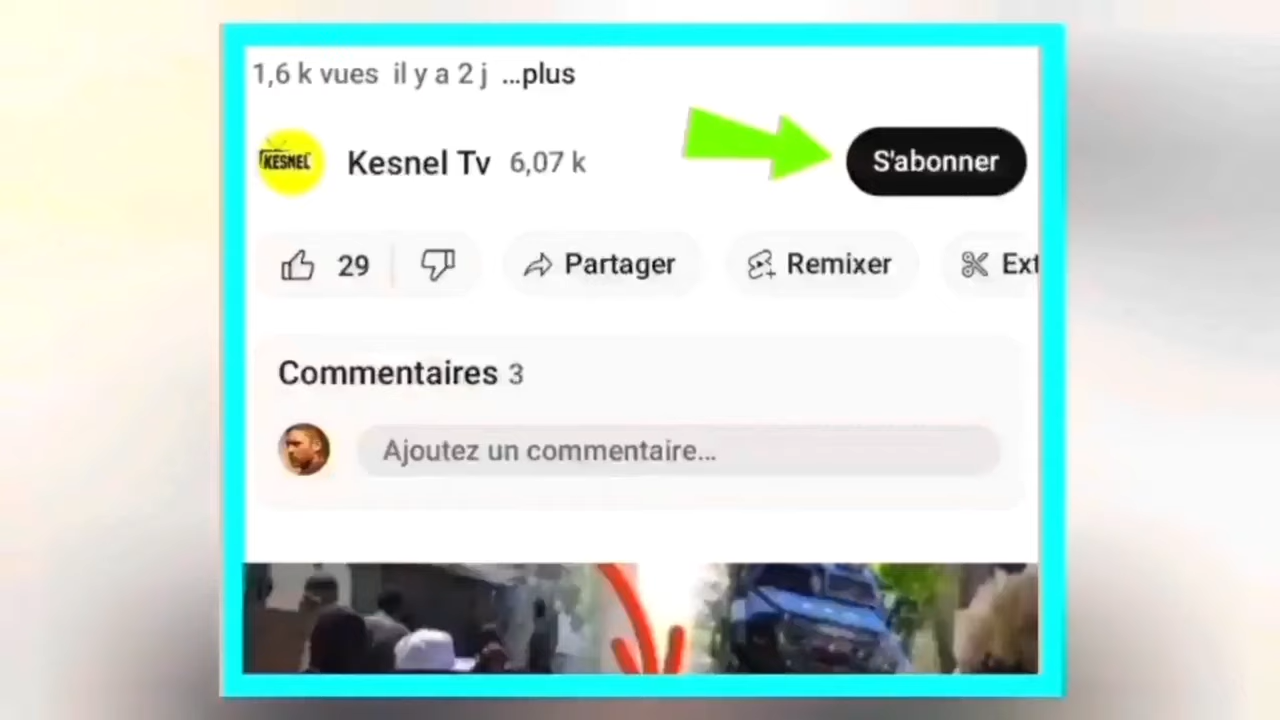 1,6 k vues il y a 2 j ...plus
KESNEL
Kesnel Tv 6,07 k
S'abonner
29
Partager
Remixer
Ext
Commentaires 3
Ajoutez un commentaire...